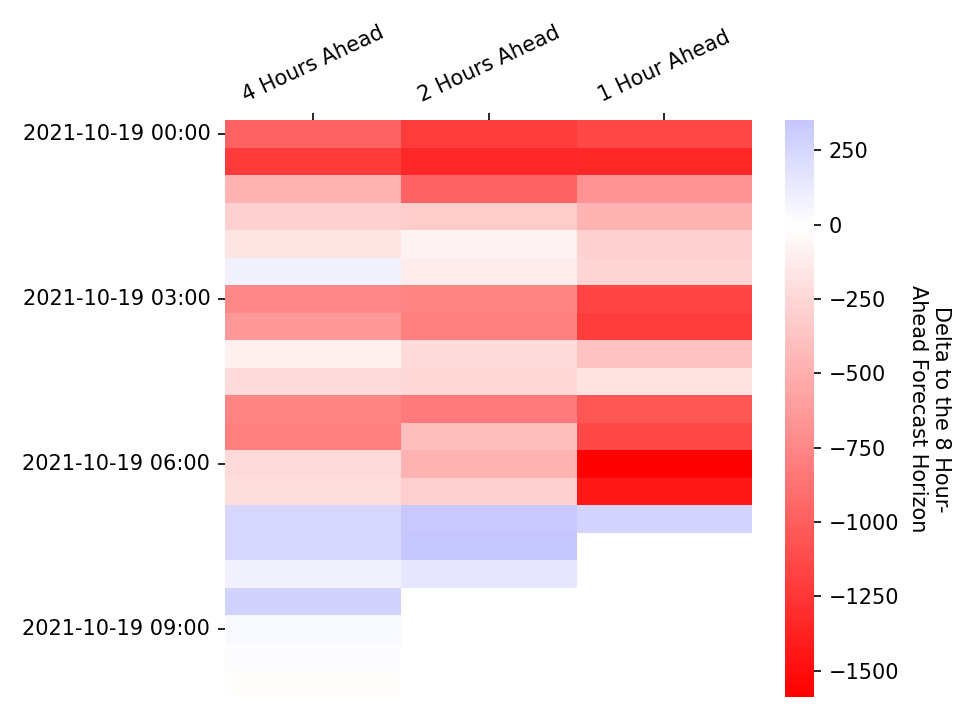 4 Hours Ahead
2 Hours Ahead
1 Hour Ahead
2021-10-19 00:00
2021-10-19 03:00
2021-10-19 06:00
2021-10-19 09:00
250
0
−250
−500
−750
−1000
−1250
−1500
Delta to the 8 Hour-
Ahead Forecast Horizon